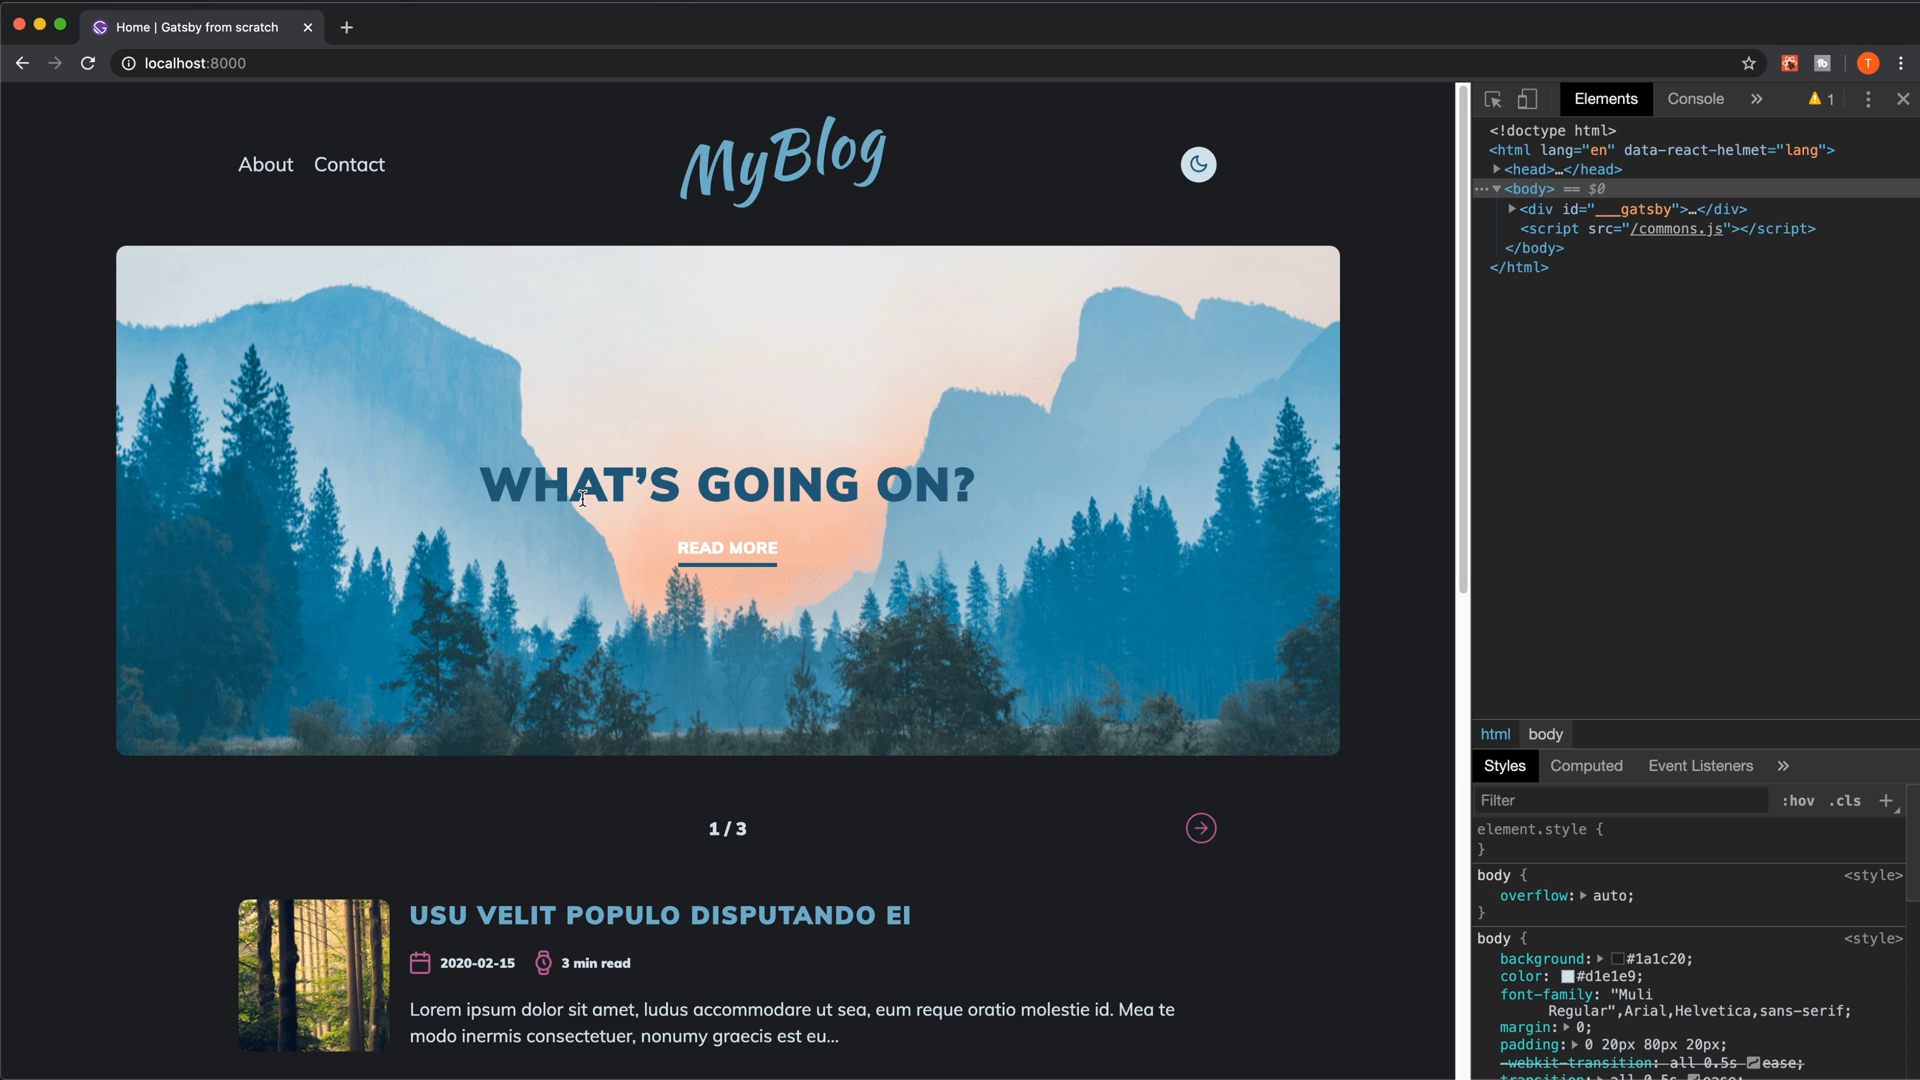 Home | Gatsby from scratch
localhost:8000
T
About Contact
MyBlog
WHAT’S GOING ON?
READ MORE
1 / 3
USU VELIT POPULO DISPUTANDO EI
2020-02-15 3 min read
Lorem ipsum dolor sit amet, ludus accommodare ut sea, eum reque oratio molestie id. Mea te
modo inermis consectetuer, nonumy graecis est eu...
Elements Console » 1
<!doctype html>
<html lang="en" data-react-helmet="lang">
<head>…</head>
<body> == $0
<div id="___gatsby">…</div>
<script src="/commons.js"></script>
</body>
</html>
html body
Styles Computed Event Listeners »
Filter :hov .cls +
element.style {
}
body { <style>
overflow: auto;
}
body { <style>
background: #1a1c20;
color: #d1e1e9;
font-family: "Muli
Regular",Arial,Helvetica,sans-serif;
margin: 0;
padding: 0 20px 80px 20px;
-webkit-transition: all 0.5s ease;
transition: all 0.5s ease;